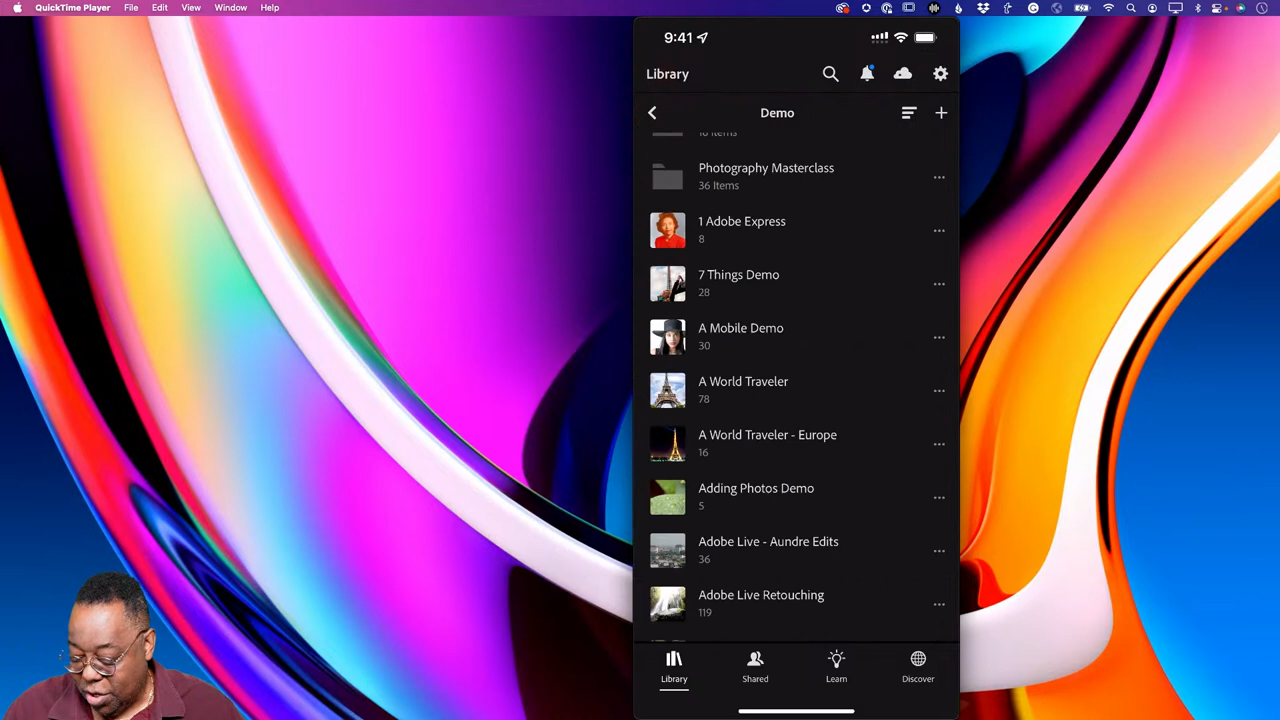 QuickTime Player File Edit View Window Help
9:41
Library
Demo
Photography Masterclass
36 Items
1 Adobe Express
8
7 Things Demo
28
A Mobile Demo
30
A World Traveler
78
A World Traveler - Europe
16
Adding Photos Demo
5
Adobe Live - Aundre Edits
36
Adobe Live Retouching
119
Library Shared Learn Discover